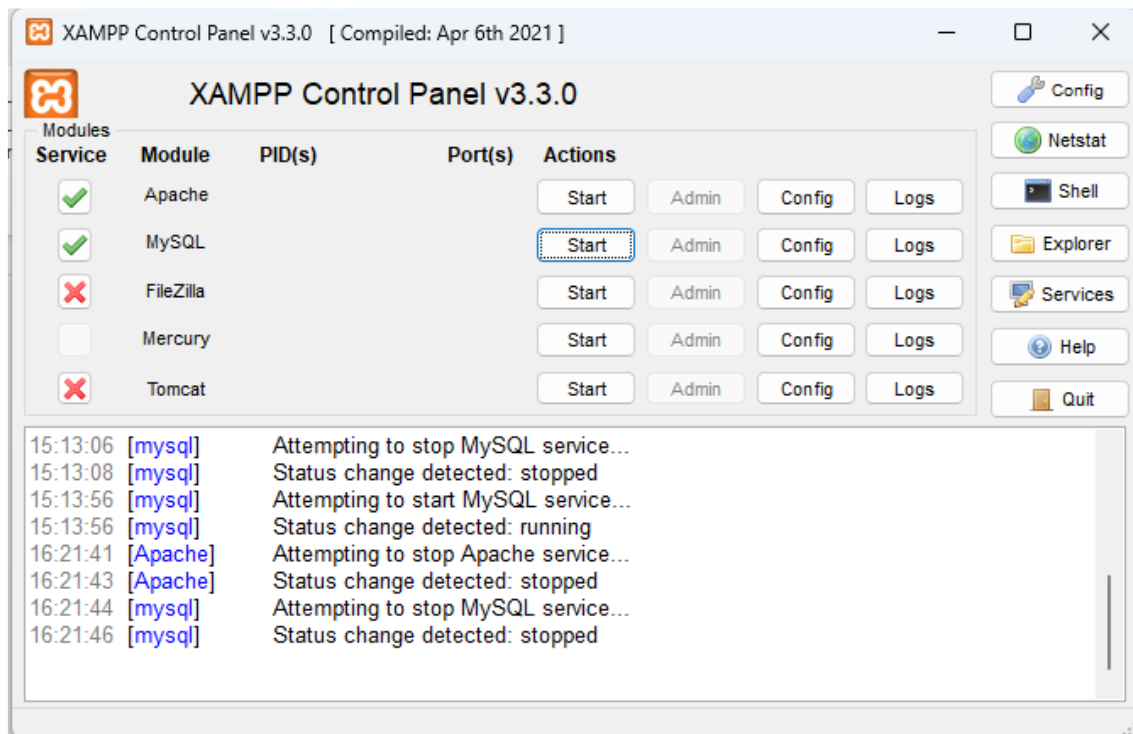 XAMPP Control Panel v3.3.0 [ Compiled: Apr 6th 2021 ]
XAMPP Control Panel v3.3.0
Config
Modules
Netstat
Service Module PID(s) Port(s) Actions
Apache Start Admin Config Logs
Shell
MySQL Start Admin Config Logs
Explorer
FileZilla Start Admin Config Logs
Services
Mercury Start Admin Config Logs
Help
Tomcat Start Admin Config Logs
Quit
15:13:06 [mysql] Attempting to stop MySQL service...
15:13:08 [mysql] Status change detected: stopped
15:13:56 [mysql] Attempting to start MySQL service...
15:13:56 [mysql] Status change detected: running
16:21:41 [Apache] Attempting to stop Apache service...
16:21:43 [Apache] Status change detected: stopped
16:21:44 [mysql] Attempting to stop MySQL service...
16:21:46 [mysql] Status change detected: stopped